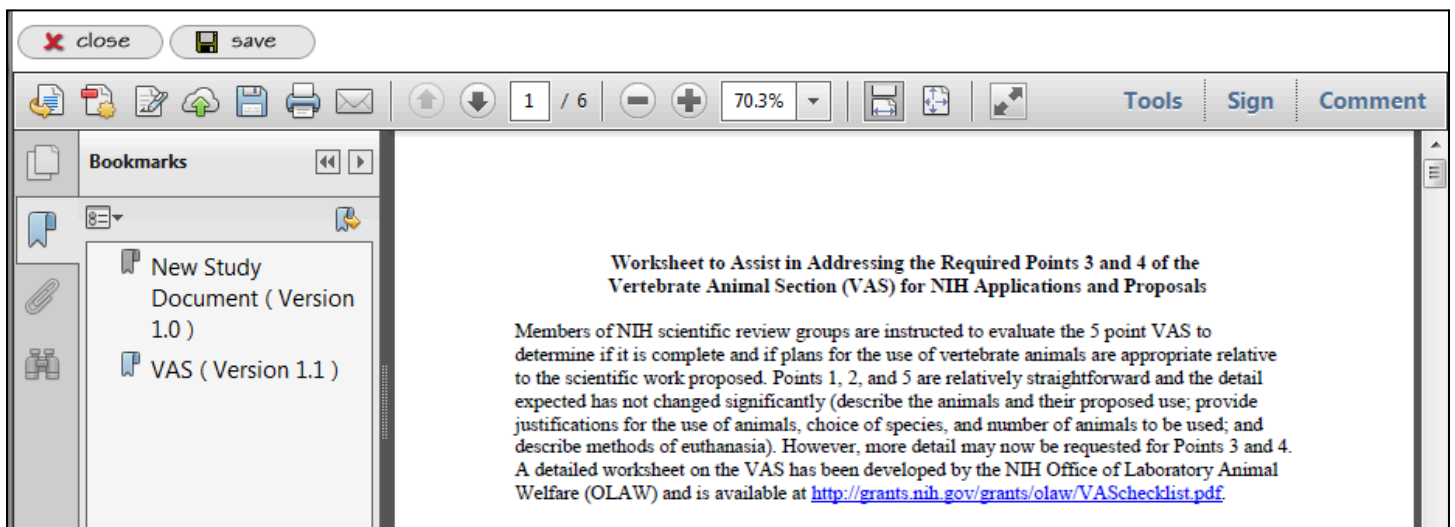 close save
1 / 6 70.3% Tools Sign Comment
Bookmarks
New Study
Document ( Version
1.0 )
VAS ( Version 1.1 )
Worksheet to Assist in Addressing the Required Points 3 and 4 of the
Vertebrate Animal Section (VAS) for NIH Applications and Proposals
Members of NIH scientific review groups are instructed to evaluate the 5 point VAS to
determine if it is complete and if plans for the use of vertebrate animals are appropriate relative
to the scientific work proposed. Points 1, 2, and 5 are relatively straightforward and the detail
expected has not changed significantly (describe the animals and their proposed use; provide
justifications for the use of animals, choice of species, and number of animals to be used; and
describe methods of euthanasia). However, more detail may now be requested for Points 3 and 4.
A detailed worksheet on the VAS has been developed by the NIH Office of Laboratory Animal
Welfare (OLAW) and is available at http://grants.nih.gov/grants/olaw/VASchecklist.pdf.